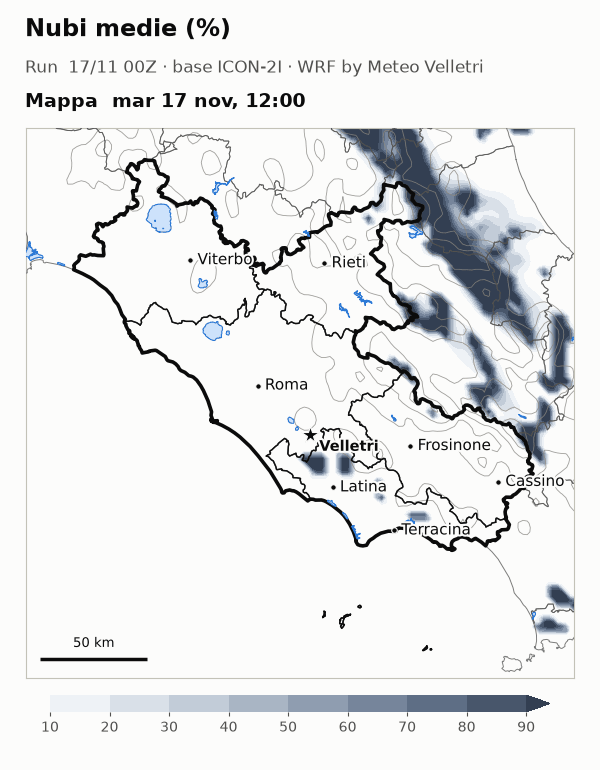 Nubi medie (%)
Run  17/11 00Z · base ICON-2I · WRF by Meteo Velletri
Mappa  mar 17 nov, 12:00
Viterbo
Rieti
Roma
Velletri
Frosinone
Cassino
Latina
Terracina
50 km
10 20 30 40 50 60 70 80 90